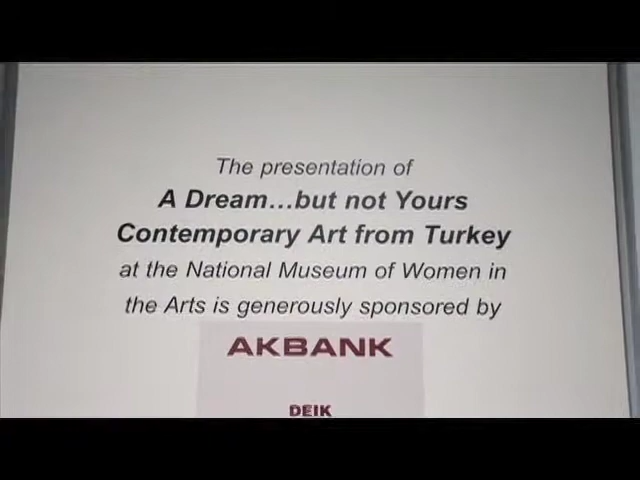 The presentation of
A Dream...but not Yours
Contemporary Art from Turkey
at the National Museum of Women in
the Arts is generously sponsored by
AKBANK
DEIK